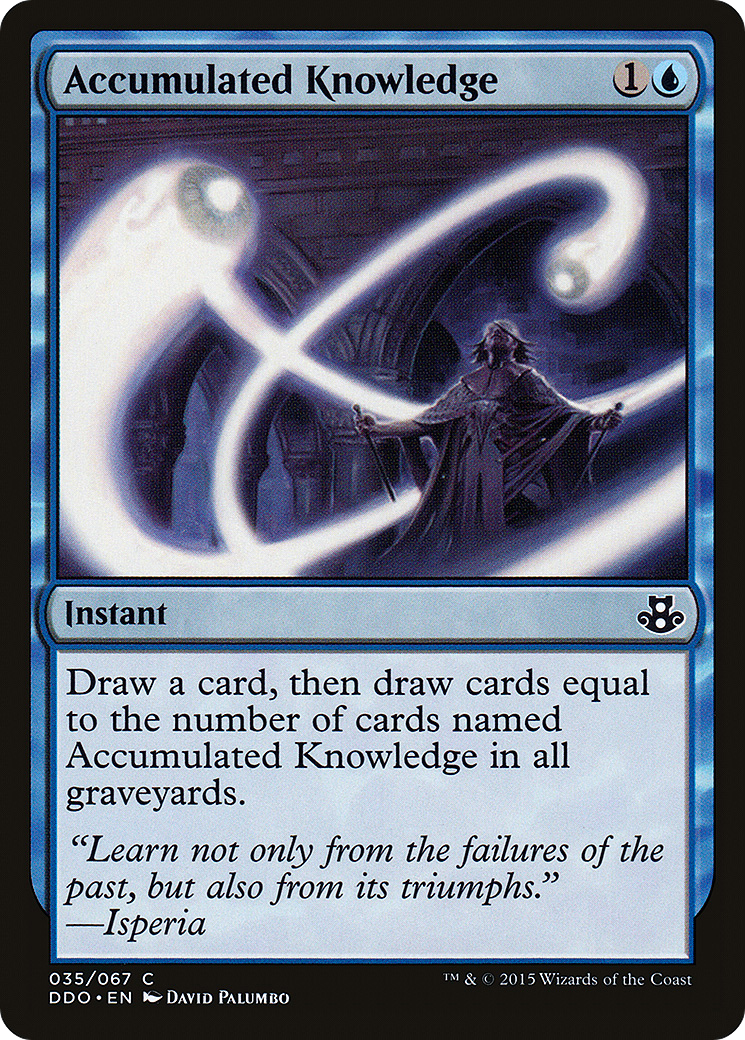 Accumulated Knowledge 1
Instant
Draw a card, then draw cards equal
to the number of cards named
Accumulated Knowledge in all
graveyards.
“Learn not only from the failures of the
past, but also from its triumphs.”
—Isperia
035/067 C
DDO • EN David Palumbo
™ & © 2015 Wizards of the Coast